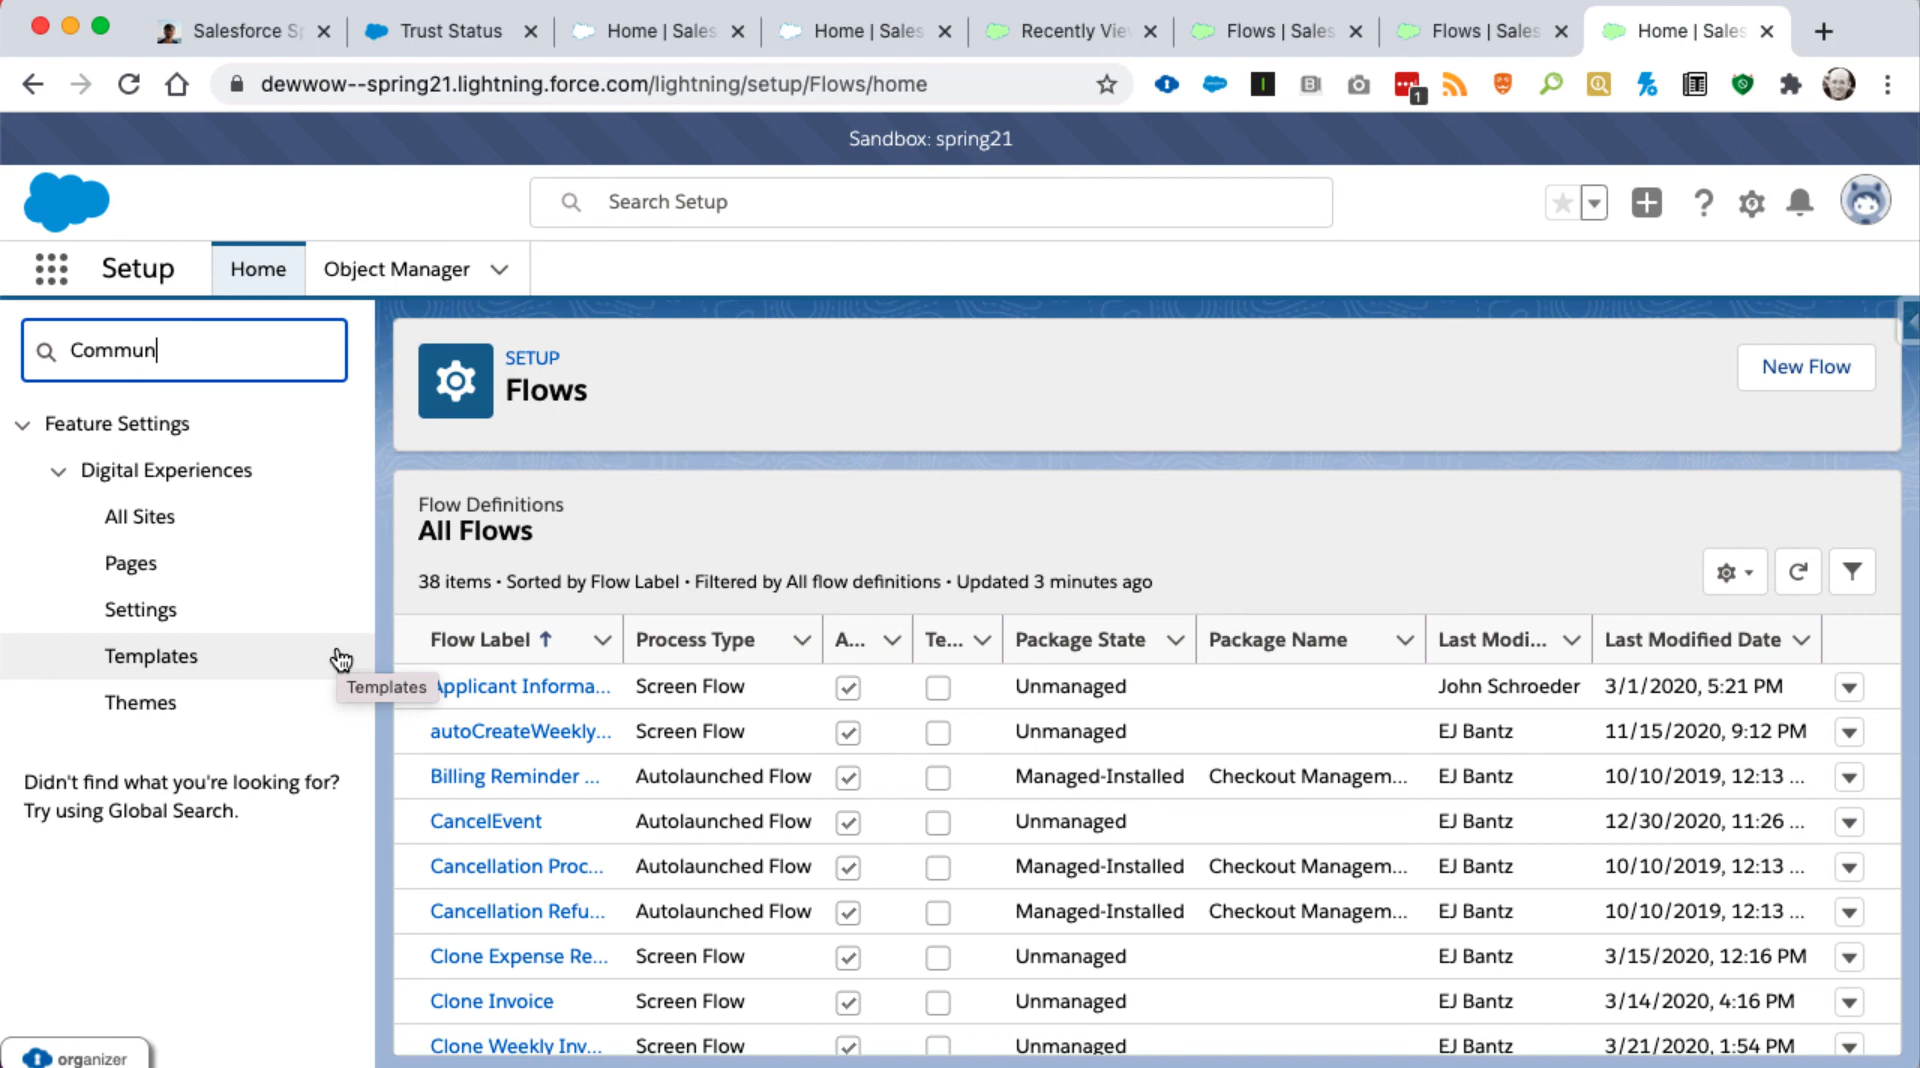 Salesforce Sp
Trust Status
Home | Sales
Home | Sales
Recently Vie
Flows | Sales
Flows | Sales
Home | Sales
dewwow--spring21.lightning.force.com/lightning/setup/Flows/home
1
Sandbox: spring21
Search Setup
Setup
Home
Object Manager
Commun
Feature Settings
Digital Experiences
All Sites
Pages
Settings
Templates
Templates
Themes
Didn't find what you're looking for?
Try using Global Search.
organizer
SETUP
Flows
New Flow
Flow Definitions
All Flows
38 items • Sorted by Flow Label • Filtered by All flow definitions • Updated 3 minutes ago
Flow Label ↑ Process Type A... Te... Package State Package Name Last Modi... Last Modified Date
Applicant Informa... Screen Flow Unmanaged John Schroeder 3/1/2020, 5:21 PM
autoCreateWeekly... Screen Flow Unmanaged EJ Bantz 11/15/2020, 9:12 PM
Billing Reminder ... Autolaunched Flow Managed-Installed Checkout Managem... EJ Bantz 10/10/2019, 12:13 ...
CancelEvent Autolaunched Flow Unmanaged EJ Bantz 12/30/2020, 11:26 ...
Cancellation Proc... Autolaunched Flow Managed-Installed Checkout Managem... EJ Bantz 10/10/2019, 12:13 ...
Cancellation Refu... Autolaunched Flow Managed-Installed Checkout Managem... EJ Bantz 10/10/2019, 12:13 ...
Clone Expense Re... Screen Flow Unmanaged EJ Bantz 3/15/2020, 12:16 PM
Clone Invoice Screen Flow Unmanaged EJ Bantz 3/14/2020, 4:16 PM
Clone Weekly Inv... Screen Flow Unmanaged EJ Bantz 3/21/2020, 1:54 PM